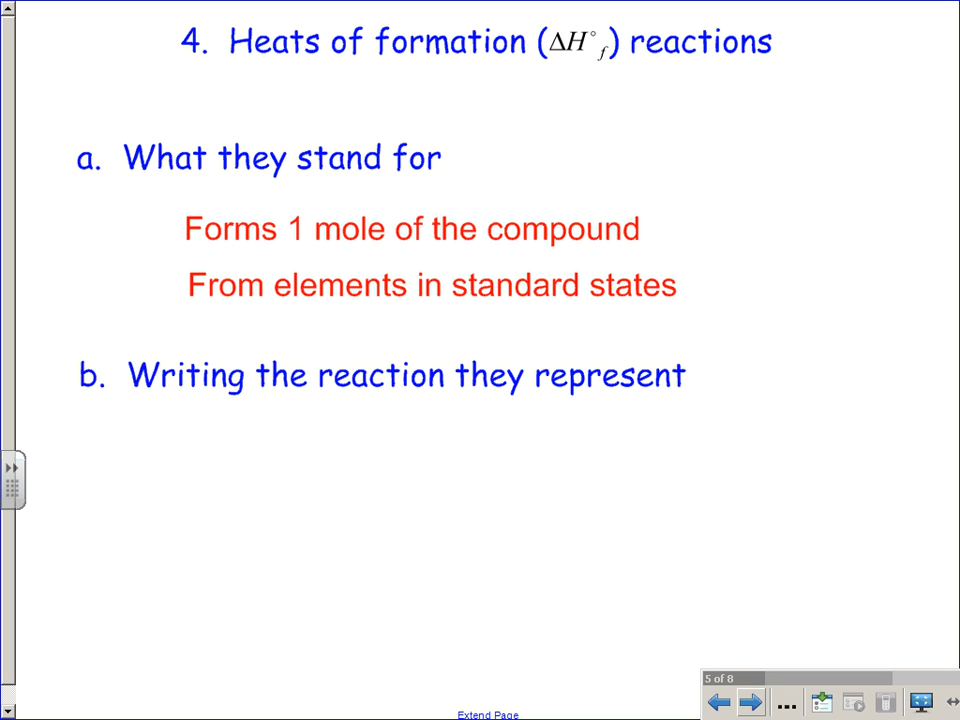 4. Heats of formation (ΔH°f) reactions
a. What they stand for
Forms 1 mole of the compound
From elements in standard states
b. Writing the reaction they represent
5 of 8
Extend Page